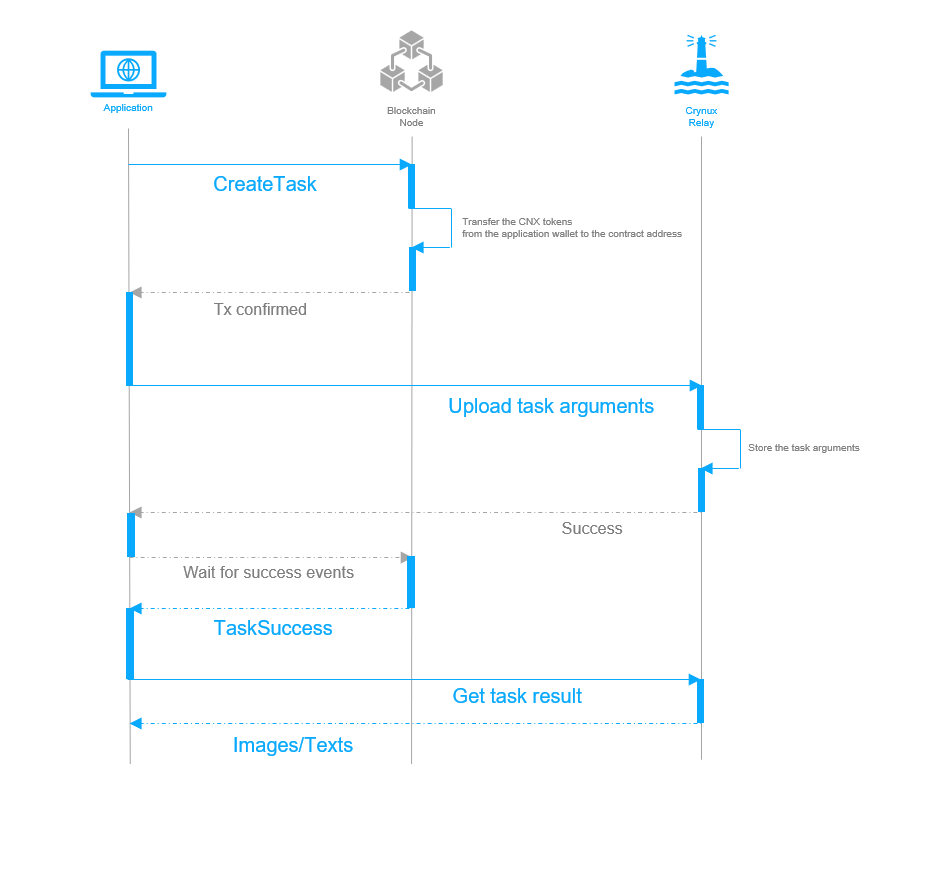 Application
Blockchain
Node
Crynux
Relay
CreateTask
Transfer the CNX tokens
from the application wallet to the contract address
Tx confirmed
Upload task arguments
Store the task arguments
Success
Wait for success events
TaskSuccess
Get task result
Images/Texts